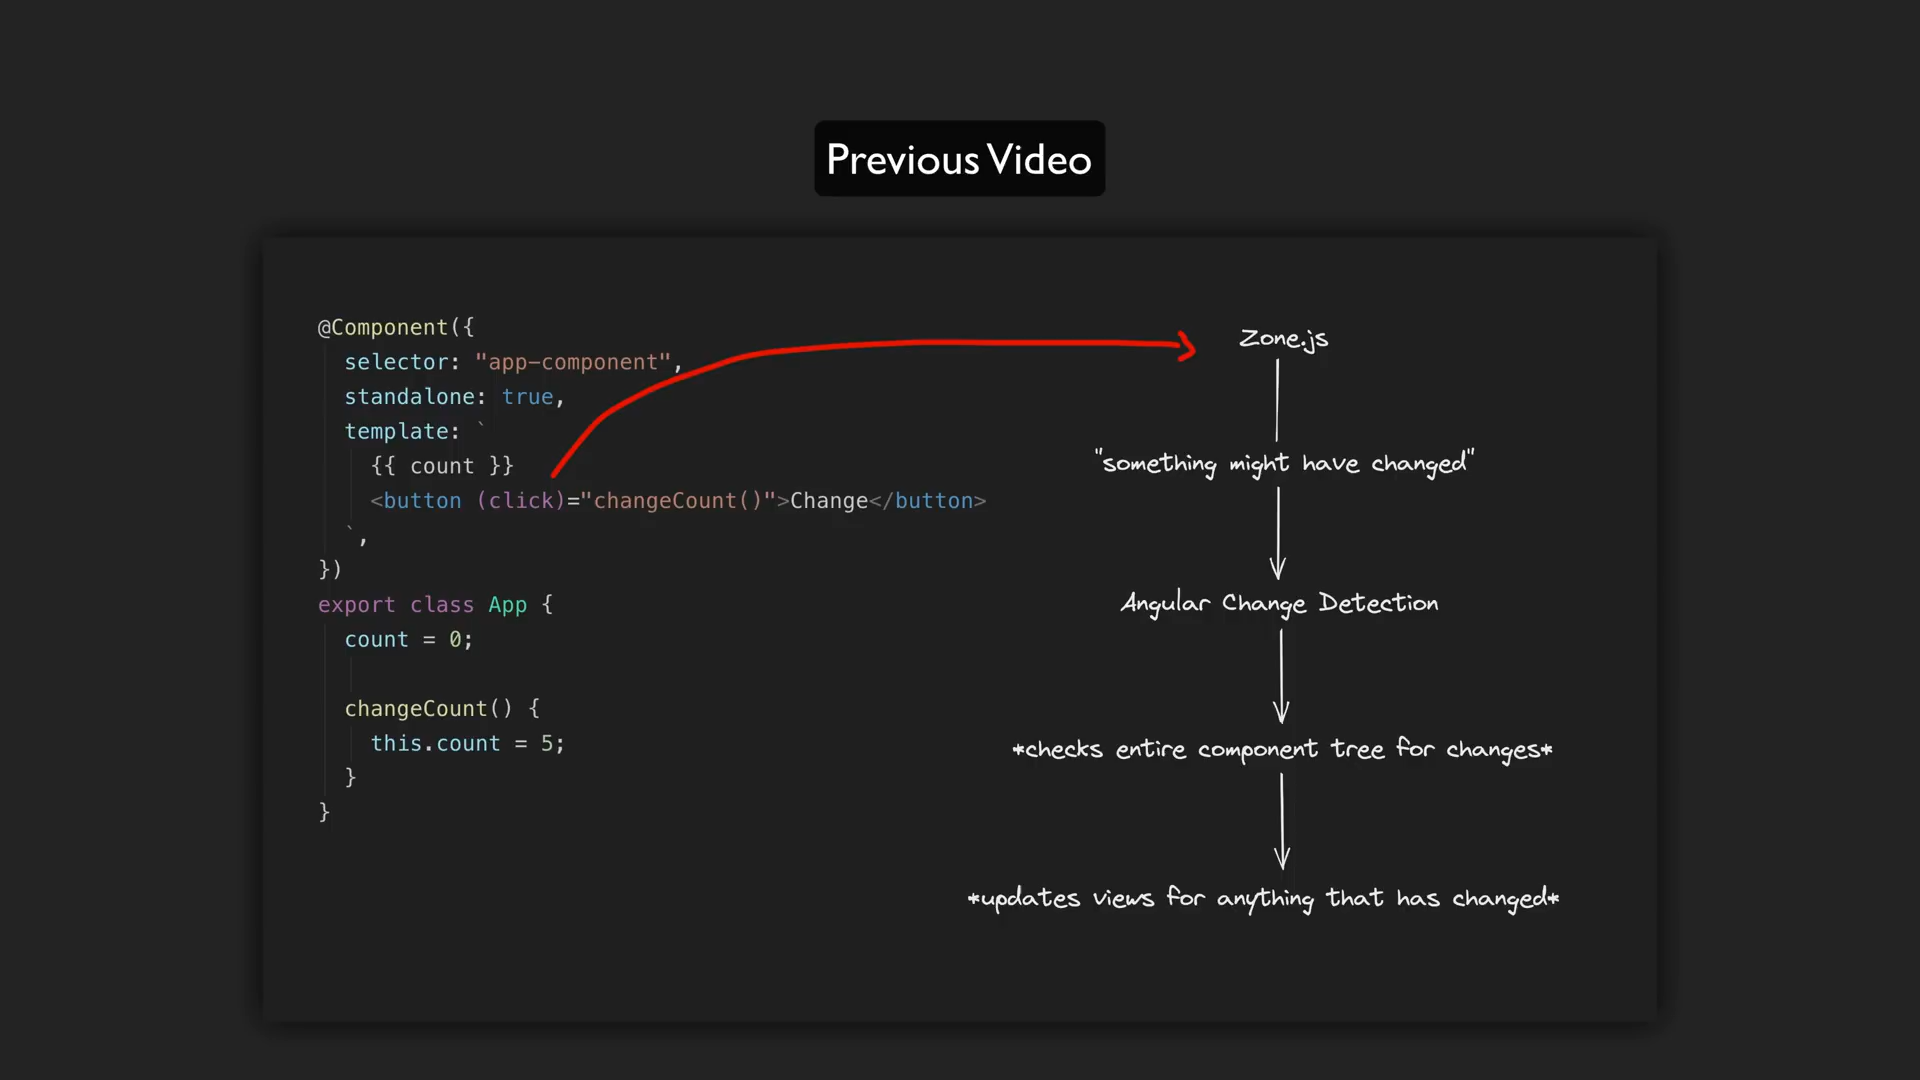 Previous Video
@Component({
selector: "app-component",
standalone: true,
template: `
{{ count }}
<button (click)="changeCount()">Change</button>
`,
})
export class App {
count = 0;
changeCount() {
this.count = 5;
}
}
Zone.js
"something might have changed"
Angular Change Detection
*checks entire component tree for changes*
*updates views for anything that has changed*